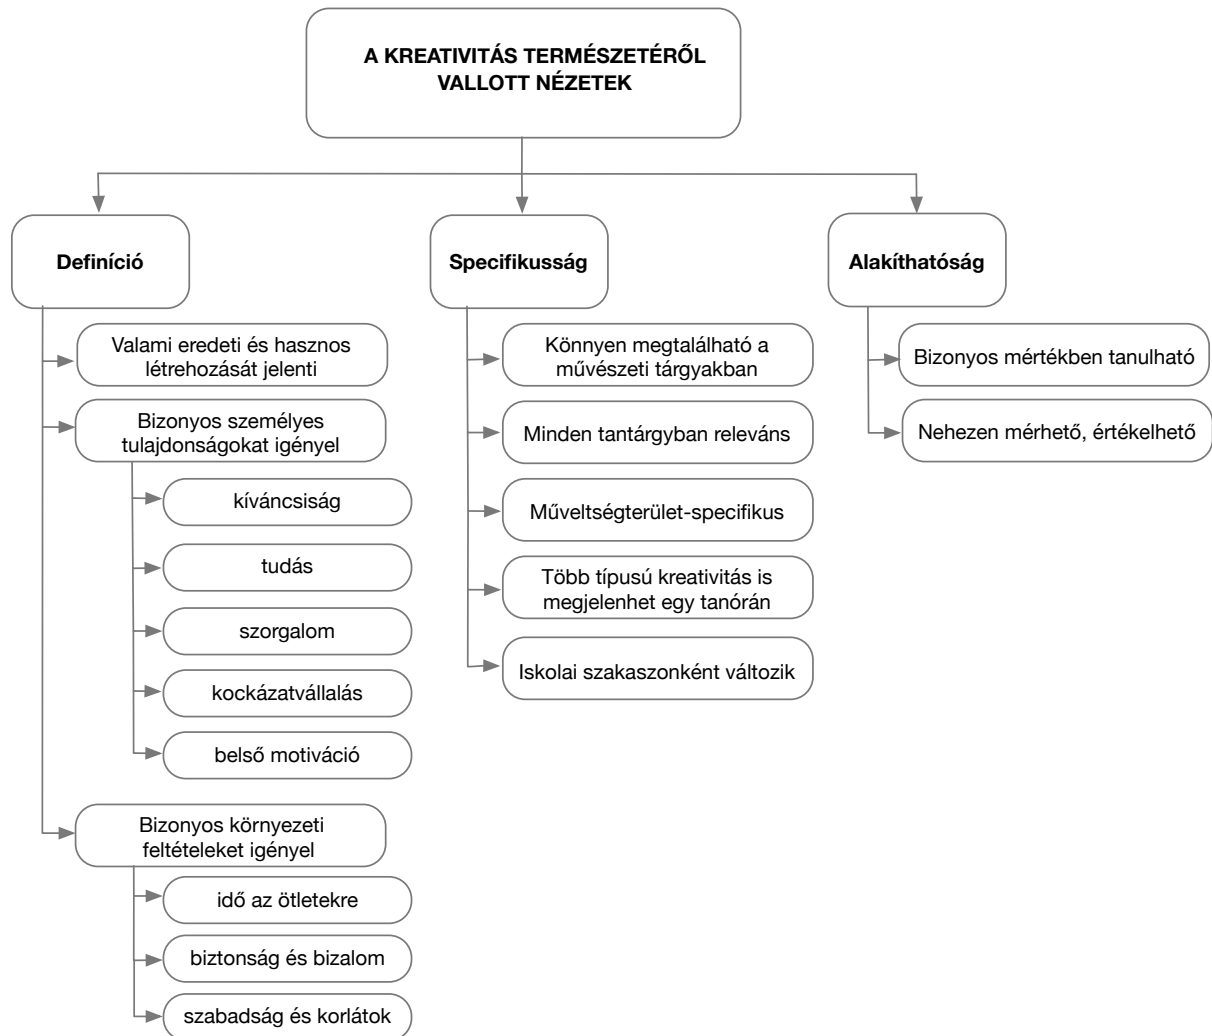 A KREATIVITÁS TERMÉSZETÉRŐL
VALLOTT NÉZETEK
Definíció
Valami eredeti és hasznos
létrehozását jelenti
Bizonyos személyes
tulajdonságokat igényel
kíváncsiság
tudás
szorgalom
kockázatvállalás
belső motiváció
Bizonyos környezeti
feltételeket igényel
idő az ötletekre
biztonság és bizalom
szabadság és korlátok
Specifikusság
Könnyen megtalálható a
művészeti tárgyakban
Minden tantárgyban releváns
Műveltségterület-specifikus
Több típusú kreativitás is
megjelenhet egy tanórán
Iskolai szakaszonként változik
Alakíthatóság
Bizonyos mértékben tanulható
Nehezen mérhető, értékelhető